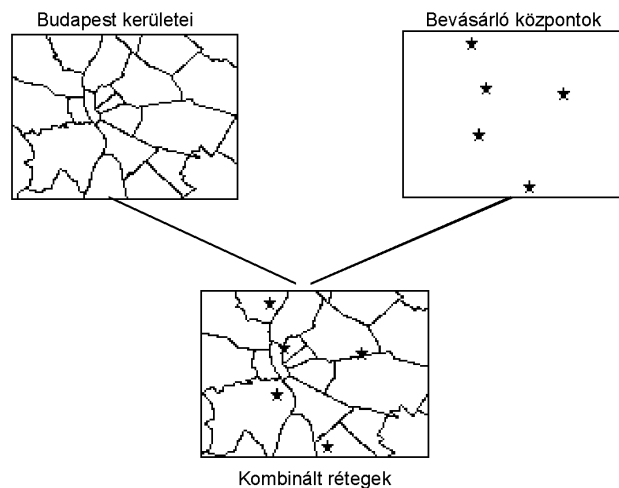 Budapest kerületei
Bevásárló központok
Kombinált rétegek